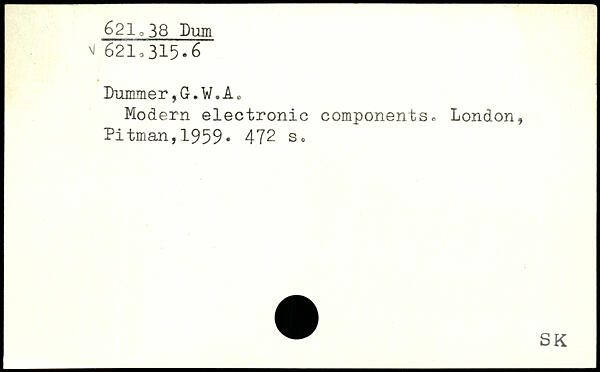 621.38 Dum
√ 621.315.6
Dummer,G.W.A.
Modern electronic components. London,
Pitman,1959. 472 s.
SK